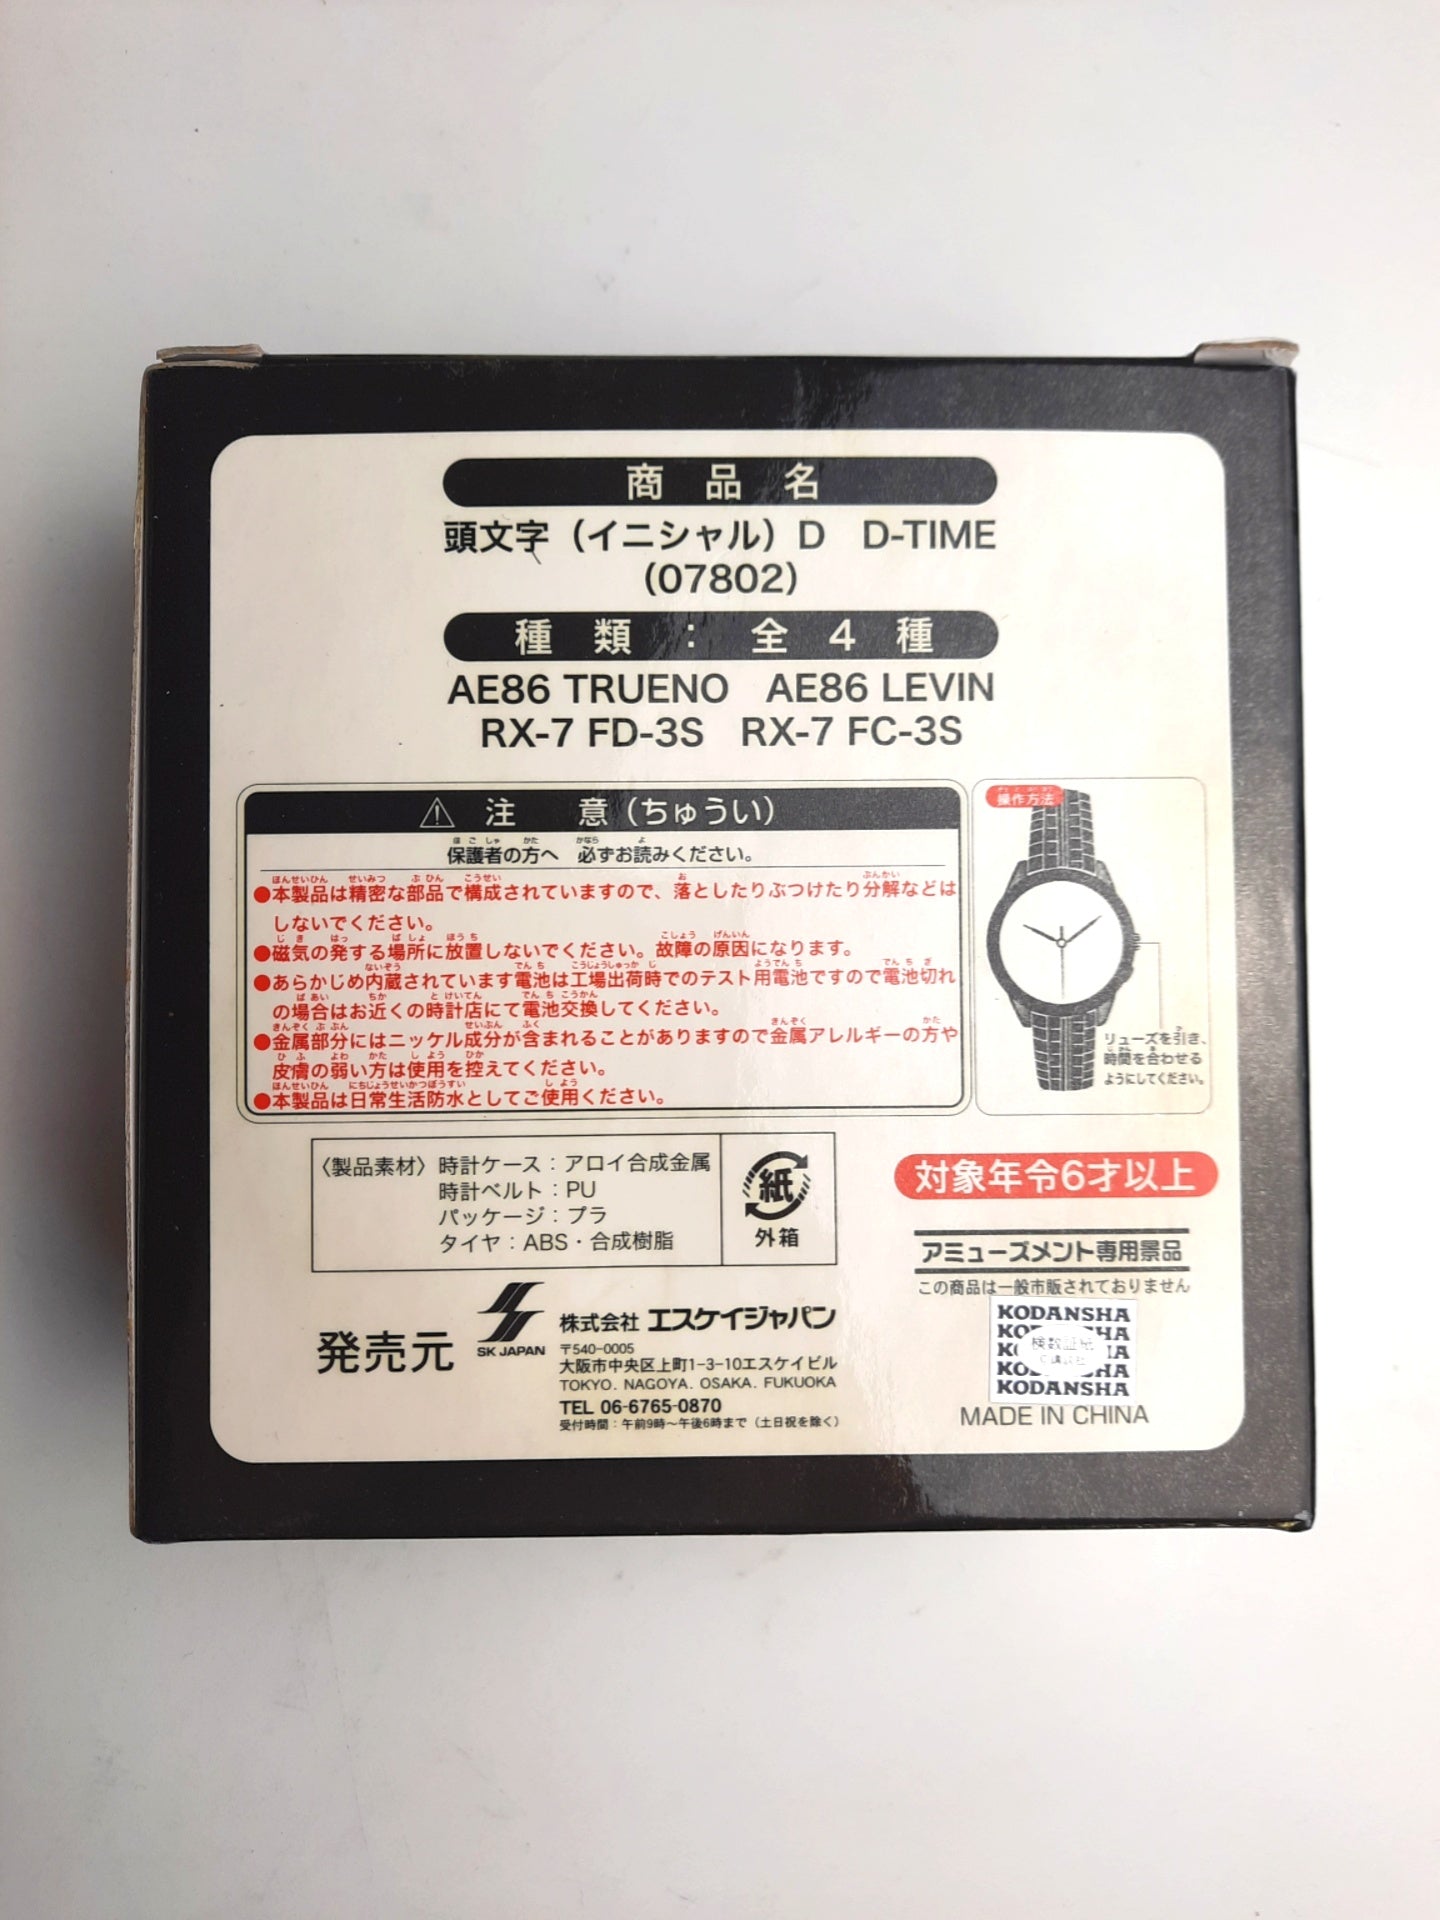 商品名
頭文字（イニシャル）D D-TIME
(07802)
種類：全4種
AE86 TRUENO AE86 LEVIN
RX-7 FD-3S RX-7 FC-3S
⚠ 注意（ちゅうい）
保護者の方へ 必ずお読みください。
●本製品は精密な部品で構成されていますので、落としたりぶつけたり分解などは
しないでください。
●磁気の発する場所に放置しないでください。故障の原因になります。
●あらかじめ内蔵されています電池は工場出荷時でのテスト用電池ですので電池切れ
の場合はお近くの時計店にて電池交換してください。
●金属部分にはニッケル成分が含まれることがありますので金属アレルギーの方や
皮膚の弱い方は使用を控えてください。
●本製品は日常生活防水としてご使用ください。
操作方法
リューズを引き、
時間を合わせる
ようにしてください。
〈製品素材〉時計ケース：アロイ合成金属
時計ベルト：PU
パッケージ：プラ
タイヤ：ABS・合成樹脂
紙
外箱
対象年令6才以上
アミューズメント専用景品
この商品は一般市販されておりません
KODANSHA
検数証紙
KODANSHA
MADE IN CHINA
発売元
SK JAPAN
株式会社 エスケイジャパン
〒540-0005
大阪市中央区上町1-3-10エスケイビル
TOKYO. NAGOYA. OSAKA. FUKUOKA
TEL 06-6765-0870
受付時間：午前9時～午後6時まで（土日祝を除く）